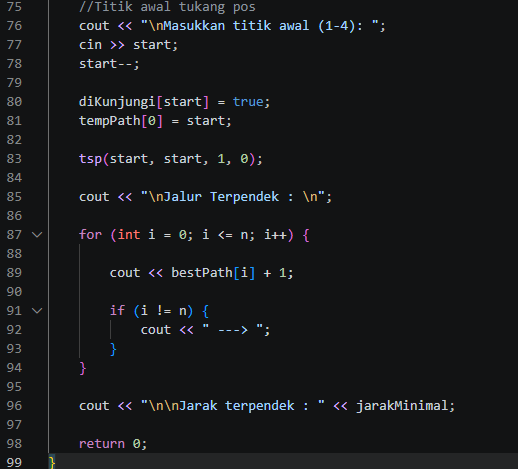 75 //Titik awal tukang pos
76 cout << "\nMasukkan titik awal (1-4): ";
77 cin >> start;
78 start--;
79
80 diKunjungi[start] = true;
81 tempPath[0] = start;
82
83 tsp(start, start, 1, 0);
84
85 cout << "\nJalur Terpendek : \n";
86
87 for (int i = 0; i <= n; i++) {
88
89 cout << bestPath[i] + 1;
90
91 if (i != n) {
92 cout << " ---> ";
93 }
94 }
95
96 cout << "\n\nJarak terpendek : " << jarakMinimal;
97
98 return 0;
99 }